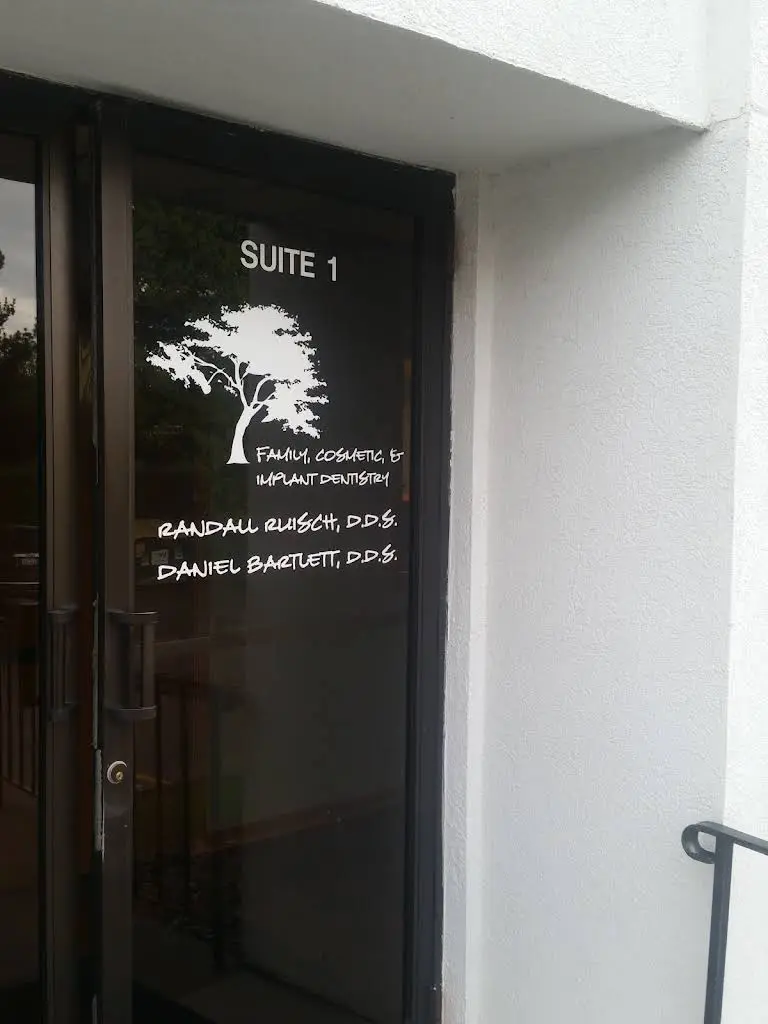 SUITE 1
FAMILY, COSMETIC, &
IMPLANT DENTISTRY
RANDALL RUISCH, D.D.S.
DANIEL BARTLETT, D.D.S.